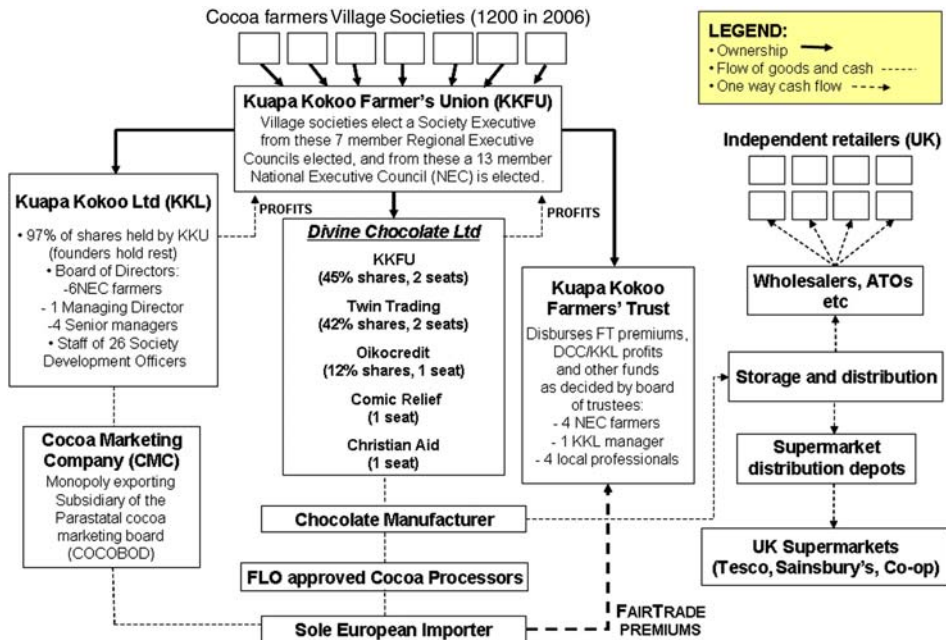 Cocoa farmers Village Societies (1200 in 2006)
LEGEND:
• Ownership
• Flow of goods and cash
• One way cash flow
Kuapa Kokoo Farmer's Union (KKFU)
Village societies elect a Society Executive
from these 7 member Regional Executive
Councils elected, and from these a 13 member
National Executive Council (NEC) is elected.
Independent retailers (UK)
Kuapa Kokoo Ltd (KKL)
• 97% of shares held by KKU
(founders hold rest)
• Board of Directors:
-6NEC farmers
- 1 Managing Director
-4 Senior managers
• Staff of 26 Society
Development Officers
PROFITS
PROFITS
Divine Chocolate Ltd
KKFU
(45% shares, 2 seats)
Twin Trading
(42% shares, 2 seats)
Oikocredit
(12% shares, 1 seat)
Comic Relief
(1 seat)
Christian Aid
(1 seat)
Kuapa Kokoo
Farmers' Trust
Disburses FT premiums,
DCC/KKL profits
and other funds
as decided by board
of trustees:
- 4 NEC farmers
- 1 KKL manager
- 4 local professionals
Wholesalers, ATOs
etc
Storage and distribution
Supermarket
distribution depots
UK Supermarkets
(Tesco, Sainsbury's, Co-op)
Cocoa Marketing
Company (CMC)
Monopoly exporting
Subsidiary of the
Parastatal cocoa
marketing board
(COCOBOD)
Chocolate Manufacturer
FLO approved Cocoa Processors
Sole European Importer
FAIRTRADE
PREMIUMS